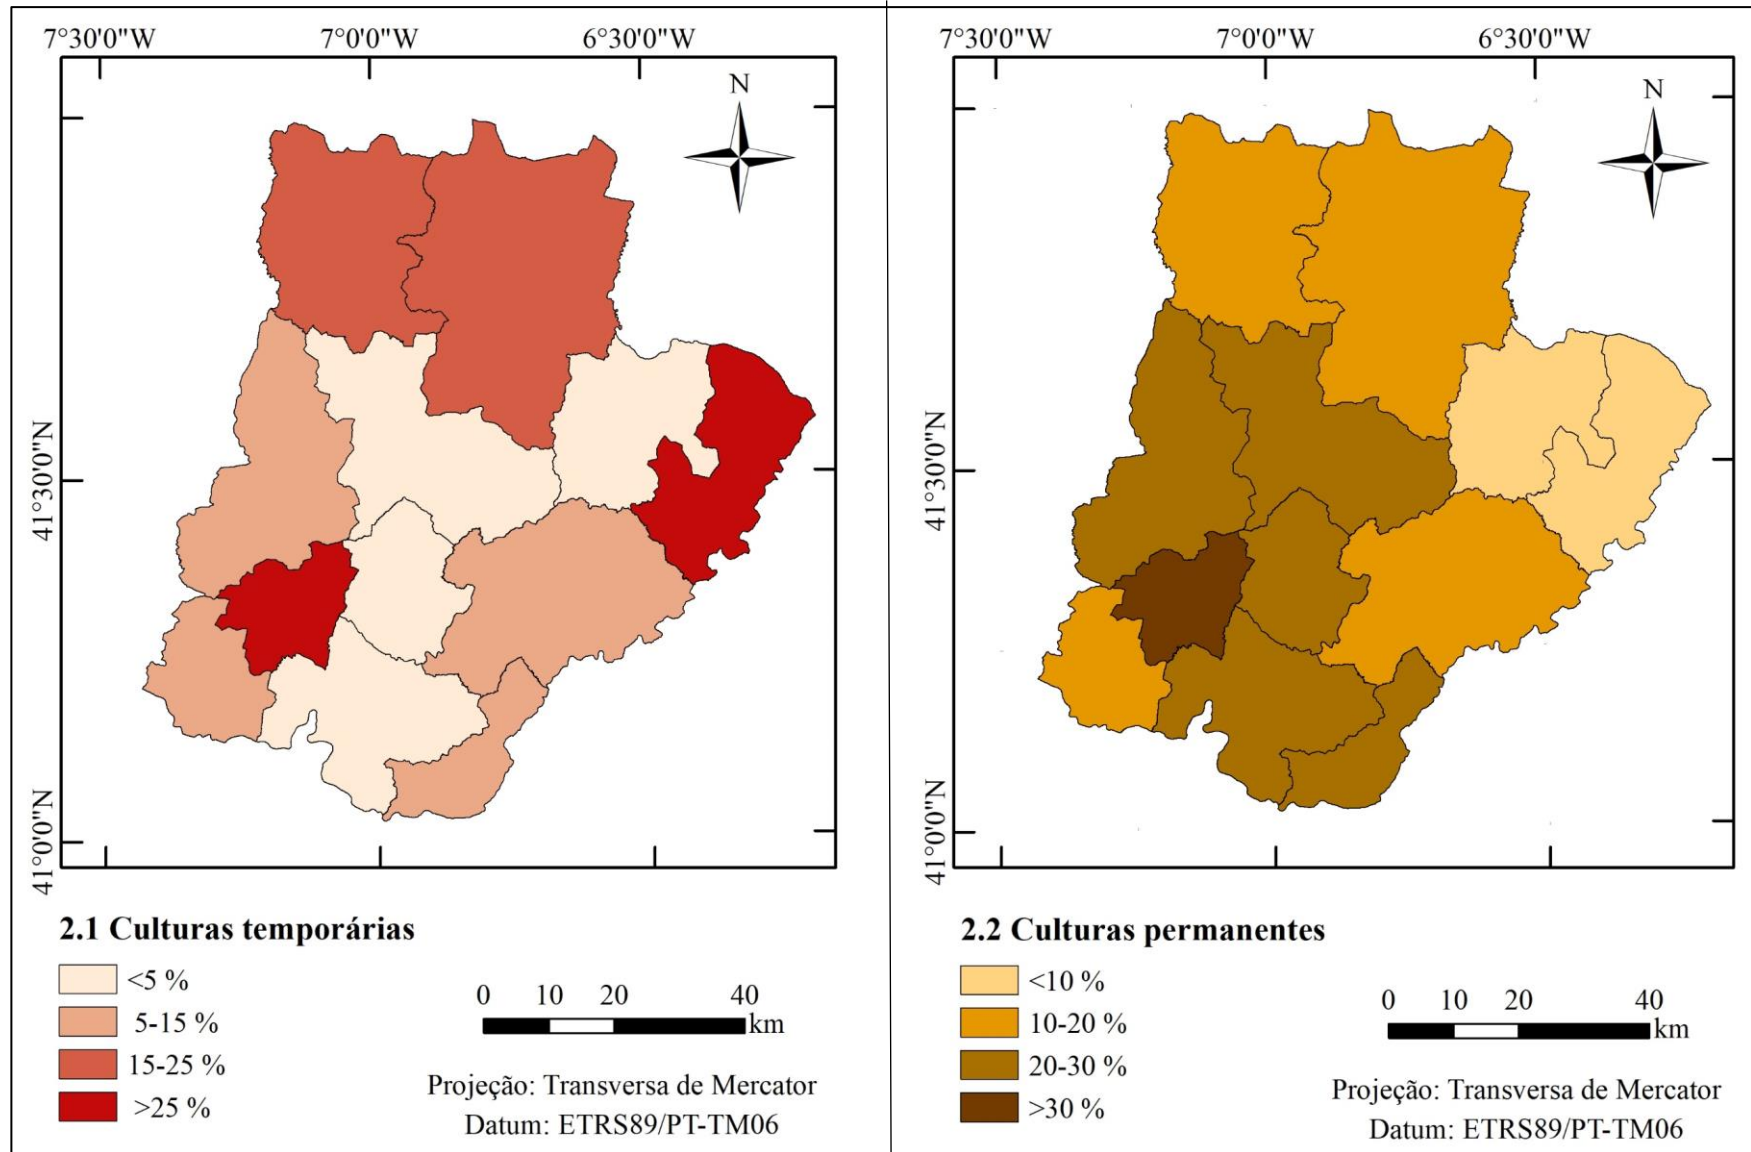 7°30'0"W 7°0'0"W 6°30'0"W
N
41°30'0"N
41°0'0"N
2.1 Culturas temporárias
<5 %
5-15 %
15-25 %
>25 %
0 10 20 40
km
Projeção: Transversa de Mercator
Datum: ETRS89/PT-TM06
7°30'0"W 7°0'0"W 6°30'0"W
N
41°30'0"N
41°0'0"N
2.2 Culturas permanentes
<10 %
10-20 %
20-30 %
>30 %
0 10 20 40
km
Projeção: Transversa de Mercator
Datum: ETRS89/PT-TM06